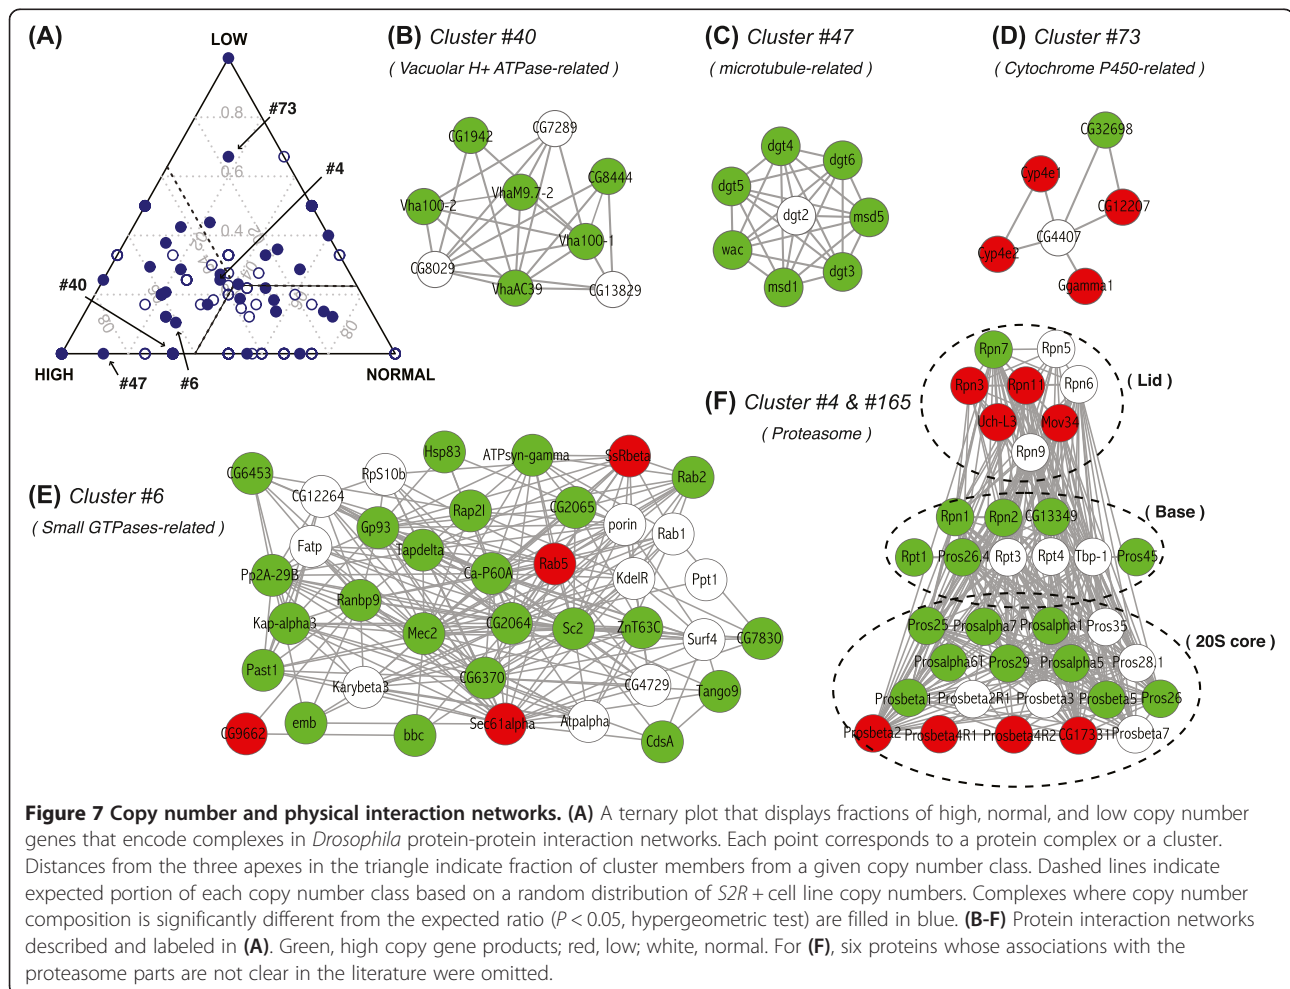 (A)
LOW
#73
0.8
0.6
#4
0.4
#40
HIGH
#47
#6
NORMAL
(B) Cluster #40
( Vacuolar H+ ATPase-related )
CG1942
CG7289
CG8444
VhaM9.7-2
Vha100-2
Vha100-1
CG8029
VhaAC39
CG13829
(C) Cluster #47
( microtubule-related )
dgt4
dgt6
dgt5
dgt2
msd5
wac
dgt3
msd1
(D) Cluster #73
( Cytochrome P450-related )
CG32698
Cyp4e1
CG12207
CG4407
Cyp4e2
Ggamma1
(E) Cluster #6
( Small GTPases-related )
CG6453
RpS10b
Hsp83
ATPsyn-gamma
SsRbeta
Rab2
CG12264
Gp93
Rap2l
CG2065
porin
Rab1
Fatp
Tapdelta
Rab5
Pp2A-29B
Ca-P60A
KdelR
Ppt1
Ranbp9
Kap-alpha3
Mec2
CG2064
Sc2
ZnT63C
Surf4
CG7830
Past1
Karybeta3
CG6370
CG4729
Tango9
CG9662
emb
bbc
Sec61alpha
Atpalpha
CdsA
(F) Cluster #4 & #165
( Proteasome )
Rpn7
Rpn5
( Lid )
Rpn3
Rpn11
Rpn6
Uch-L3
Mov34
Rpn9
Rpn1
Rpn2
CG13349
( Base )
Rpt1
Pros26.4
Rpt3
Rpt4
Tbp-1
Pros45
Pros25
Prosalpha7
Prosalpha1
Pros35
( 20S core )
Prosalpha6T
Pros29
Prosalpha5
Pros28.1
Prosbeta1
Prosbeta2R1
Prosbeta3
Prosbeta5
Pros26
Prosbeta2
Prosbeta4R1
Prosbeta4R2
CG17331
Prosbeta7
Figure 7 Copy number and physical interaction networks. (A) A ternary plot that displays fractions of high, normal, and low copy number
genes that encode complexes in Drosophila protein-protein interaction networks. Each point corresponds to a protein complex or a cluster.
Distances from the three apexes in the triangle indicate fraction of cluster members from a given copy number class. Dashed lines indicate
expected portion of each copy number class based on a random distribution of S2R + cell line copy numbers. Complexes where copy number
composition is significantly different from the expected ratio (P < 0.05, hypergeometric test) are filled in blue. (B-F) Protein interaction networks
described and labeled in (A). Green, high copy gene products; red, low; white, normal. For (F), six proteins whose associations with the
proteasome parts are not clear in the literature were omitted.